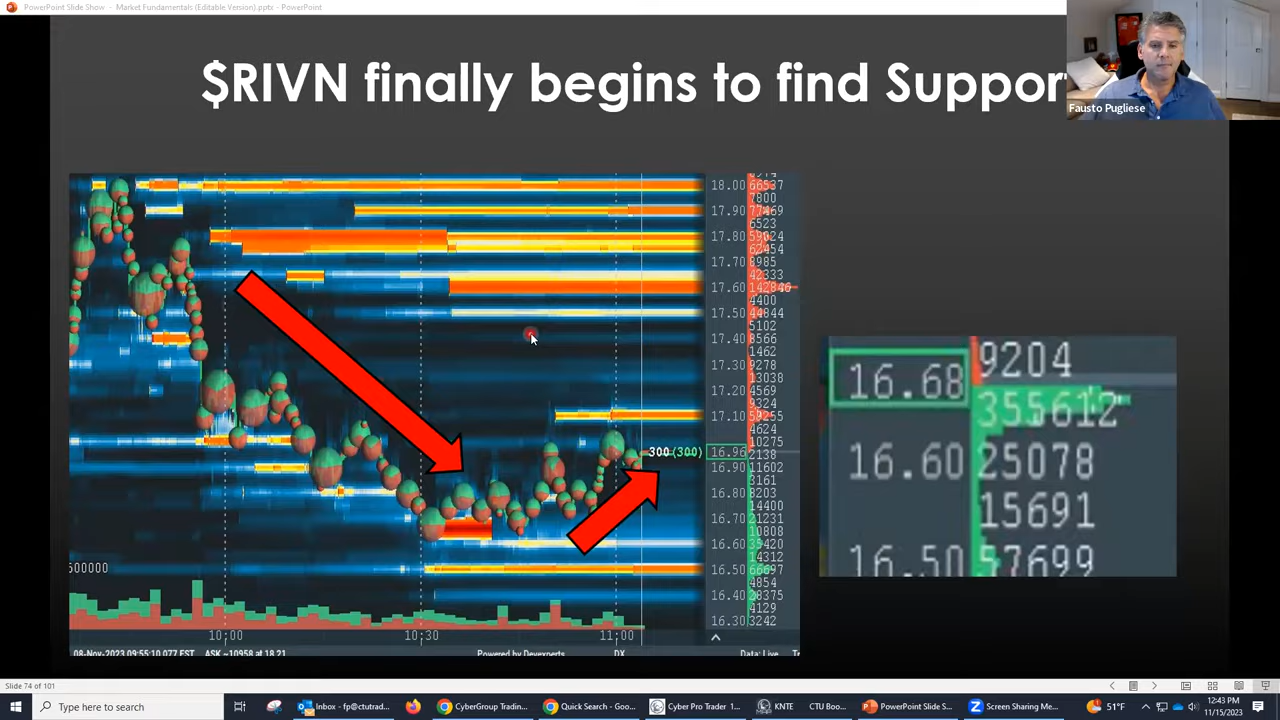 PowerPoint Slide Show - Market Fundamentals (Editable Version).pptx - PowerPoint
$RIVN finally begins to find Suppor
Fausto Pugliese
18.00 66537
7800
17.90 77469
6523
17.80 59024
62454
17.70 8985
42333
17.60 142846
4400
17.50 44844
5102
17.40 8566
1462
17.30 9278
13038
17.20 4569
9324
17.10 53255
4624
10275
300(300) 16.96 2138
16.90 11602
3161
16.80 8203
14400
16.70 21231
10808
16.60 35420
14312
16.50 66697
4854
16.40 28375
4129
16.30 3242
500000
10:00 10:30 11:00
08-Nov-2023 09:55:10.077 EST ASK ~10958 at 18.21 Powered by Devexperts DX Data: Live
9204
16.68
355612
16.60 25078
15691
16.50 57699
Slide 74 of 101
Type here to search
Inbox - fp@ctutrad...
CyberGroup Tradin...
Quick Search - Goo...
Cyber Pro Trader 1...
KNTE
CTU Boo...
PowerPoint Slide S...
Screen Sharing Me...
51°F
12:43 PM
11/15/2023